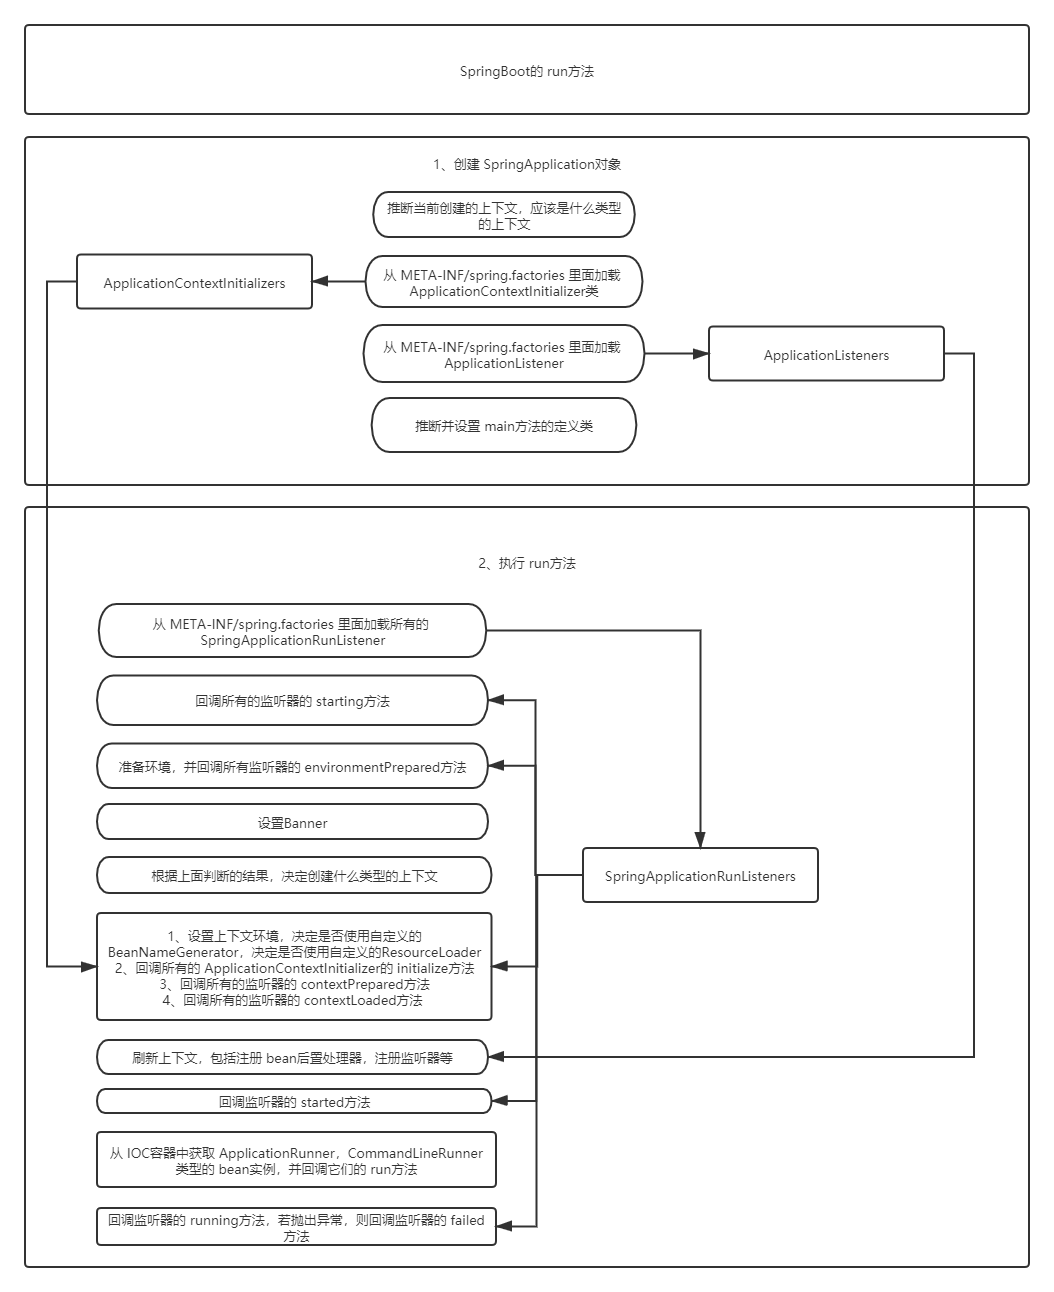 SpringBoot的 run方法
1、创建 SpringApplication对象
推断当前创建的上下文，应该是什么类型
的上下文
ApplicationContextInitializers
从 META-INF/spring.factories 里面加载
ApplicationContextInitializer类
从 META-INF/spring.factories 里面加载
ApplicationListener
ApplicationListeners
推断并设置 main方法的定义类
2、执行 run方法
从 META-INF/spring.factories 里面加载所有的
SpringApplicationRunListener
回调所有的监听器的 starting方法
准备环境，并回调所有监听器的 environmentPrepared方法
设置Banner
根据上面判断的结果，决定创建什么类型的上下文
SpringApplicationRunListeners
1、设置上下文环境，决定是否使用自定义的
BeanNameGenerator，决定是否使用自定义的ResourceLoader
2、回调所有的 ApplicationContextInitializer的 initialize方法
3、回调所有的监听器的 contextPrepared方法
4、回调所有的监听器的 contextLoaded方法
刷新上下文，包括注册 bean后置处理器，注册监听器等
回调监听器的 started方法
从 IOC容器中获取 ApplicationRunner，CommandLineRunner
类型的 bean实例，并回调它们的 run方法
回调监听器的 running方法，若抛出异常，则回调监听器的 failed
方法